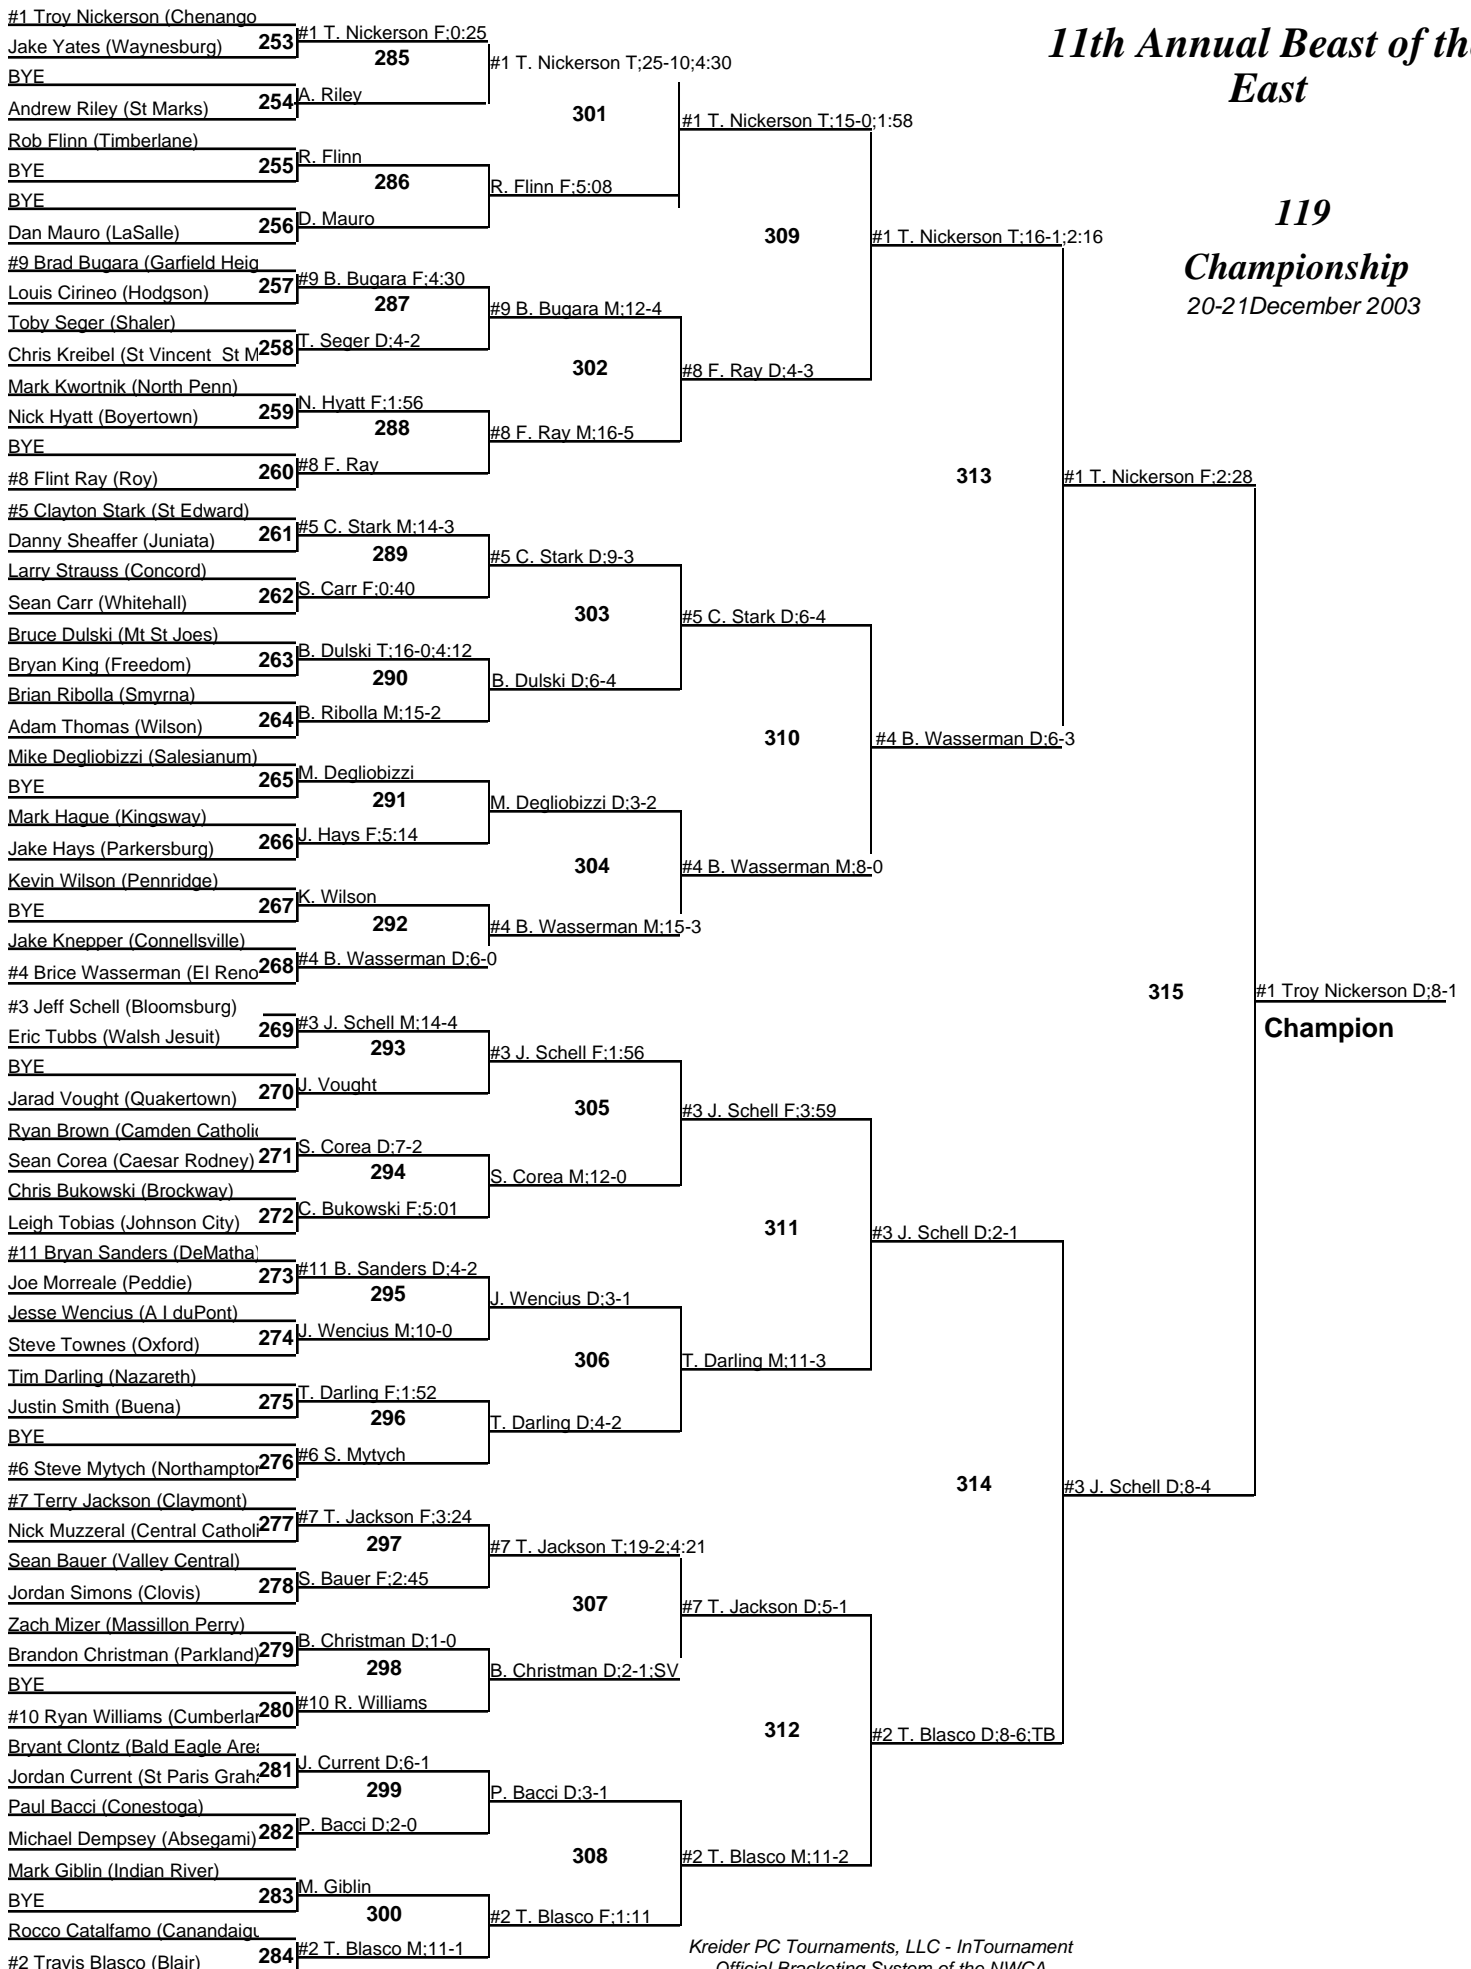 11th Annual Beast of the
East
119
Championship
20-21December 2003
#1 Troy Nickerson (Chenango
Jake Yates (Waynesburg)
253
BYE
Andrew Riley (St Marks)
254
Rob Flinn (Timberlane)
BYE
255
BYE
Dan Mauro (LaSalle)
256
#9 Brad Bugara (Garfield Heig
Louis Cirineo (Hodgson)
257
Toby Seger (Shaler)
Chris Kreibel (St Vincent St M
258
Mark Kwortnik (North Penn)
Nick Hyatt (Boyertown)
259
BYE
#8 Flint Ray (Roy)
260
#5 Clayton Stark (St Edward)
Danny Sheaffer (Juniata)
261
Larry Strauss (Concord)
Sean Carr (Whitehall)
262
Bruce Dulski (Mt St Joes)
Bryan King (Freedom)
263
Brian Ribolla (Smyrna)
Adam Thomas (Wilson)
264
Mike Degliobizzi (Salesianum)
BYE
265
Mark Hague (Kingsway)
Jake Hays (Parkersburg)
266
Kevin Wilson (Pennridge)
BYE
267
Jake Knepper (Connellsville)
#4 Brice Wasserman (El Reno
268
#3 Jeff Schell (Bloomsburg)
Eric Tubbs (Walsh Jesuit)
269
BYE
Jarad Vought (Quakertown)
270
Ryan Brown (Camden Catholic
Sean Corea (Caesar Rodney)
271
Chris Bukowski (Brockway)
Leigh Tobias (Johnson City)
272
#11 Bryan Sanders (DeMatha)
Joe Morreale (Peddie)
273
Jesse Wencius (A I duPont)
Steve Townes (Oxford)
274
Tim Darling (Nazareth)
Justin Smith (Buena)
275
BYE
#6 Steve Mytych (Northampton
276
#7 Terry Jackson (Claymont)
Nick Muzzeral (Central Catholi
277
Sean Bauer (Valley Central)
Jordan Simons (Clovis)
278
Zach Mizer (Massillon Perry)
Brandon Christman (Parkland)
279
BYE
#10 Ryan Williams (Cumberlan
280
Bryant Clontz (Bald Eagle Area
Jordan Current (St Paris Graha
281
Paul Bacci (Conestoga)
Michael Dempsey (Absegami)
282
Mark Giblin (Indian River)
BYE
283
Rocco Catalfamo (Canandaigu
#2 Travis Blasco (Blair)
284
#1 T. Nickerson F;0:25
285
A. Riley
R. Flinn
286
D. Mauro
#9 B. Bugara F;4:30
287
T. Seger D;4-2
N. Hyatt F;1:56
288
#8 F. Ray
#5 C. Stark M;14-3
289
S. Carr F;0:40
B. Dulski T;16-0;4:12
290
B. Ribolla M;15-2
M. Degliobizzi
291
J. Hays F;5:14
K. Wilson
292
#4 B. Wasserman D;6-0
#3 J. Schell M;14-4
293
J. Vought
S. Corea D;7-2
294
C. Bukowski F;5:01
#11 B. Sanders D;4-2
295
J. Wencius M;10-0
T. Darling F;1:52
296
#6 S. Mytych
#7 T. Jackson F;3:24
297
S. Bauer F;2:45
B. Christman D;1-0
298
#10 R. Williams
J. Current D;6-1
299
P. Bacci D;2-0
M. Giblin
300
#2 T. Blasco M;11-1
#1 T. Nickerson T;25-10;4:30
301
R. Flinn F;5:08
#9 B. Bugara M;12-4
302
#8 F. Ray M;16-5
#5 C. Stark D;9-3
303
B. Dulski D;6-4
M. Degliobizzi D;3-2
304
#4 B. Wasserman M;15-3
#3 J. Schell F;1:56
305
S. Corea M;12-0
J. Wencius D;3-1
306
T. Darling D;4-2
#7 T. Jackson T;19-2;4:21
307
B. Christman D;2-1;SV
P. Bacci D;3-1
308
#2 T. Blasco F;1:11
#1 T. Nickerson T;15-0;1:58
309
#8 F. Ray D;4-3
#5 C. Stark D;6-4
310
#4 B. Wasserman M;8-0
#3 J. Schell F;3:59
311
T. Darling M;11-3
#7 T. Jackson D;5-1
312
#2 T. Blasco M;11-2
#1 T. Nickerson T;16-1;2:16
313
#4 B. Wasserman D;6-3
#3 J. Schell D;2-1
314
#2 T. Blasco D;8-6;TB
#1 T. Nickerson F;2:28
315
#3 J. Schell D;8-4
#1 Troy Nickerson D;8-1
Champion
Kreider PC Tournaments, LLC - InTournament
Official Bracketing System of the NWCA